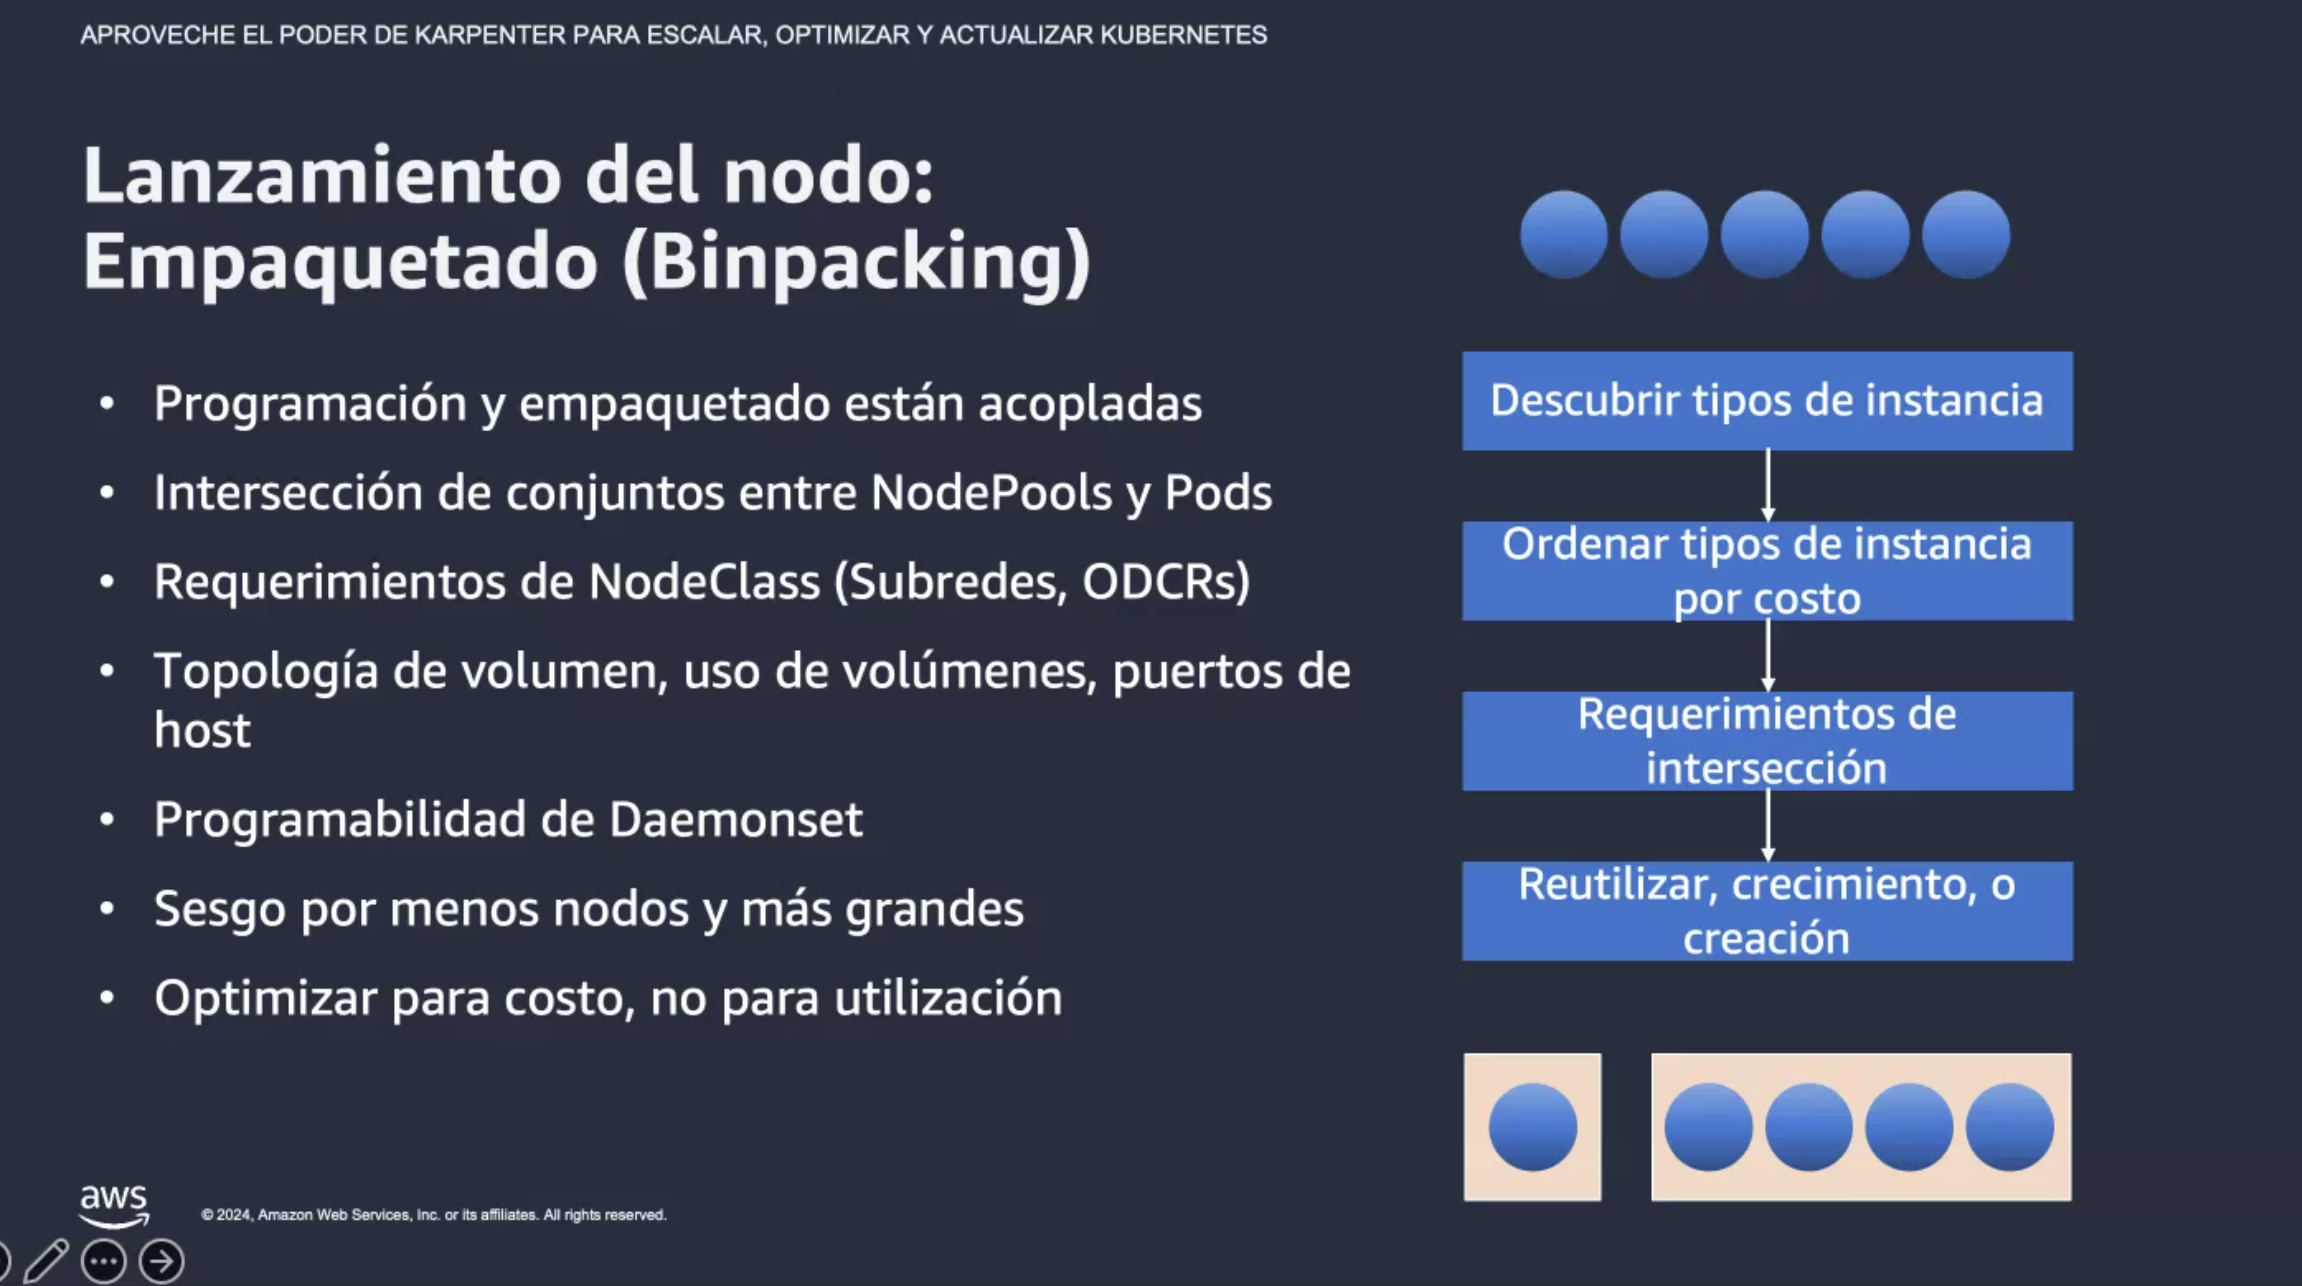 APROVECHE EL PODER DE KARPENTER PARA ESCALAR, OPTIMIZAR Y ACTUALIZAR KUBERNETES
Lanzamiento del nodo:
Empaquetado (Binpacking)
• Programación y empaquetado están acopladas
• Intersección de conjuntos entre NodePools y Pods
• Requerimientos de NodeClass (Subredes, ODCRs)
• Topología de volumen, uso de volúmenes, puertos de
host
• Programabilidad de Daemonset
• Sesgo por menos nodos y más grandes
• Optimizar para costo, no para utilización
Descubrir tipos de instancia
Ordenar tipos de instancia
por costo
Requerimientos de
intersección
Reutilizar, crecimiento, o
creación
aws
© 2024, Amazon Web Services, Inc. or its affiliates. All rights reserved.